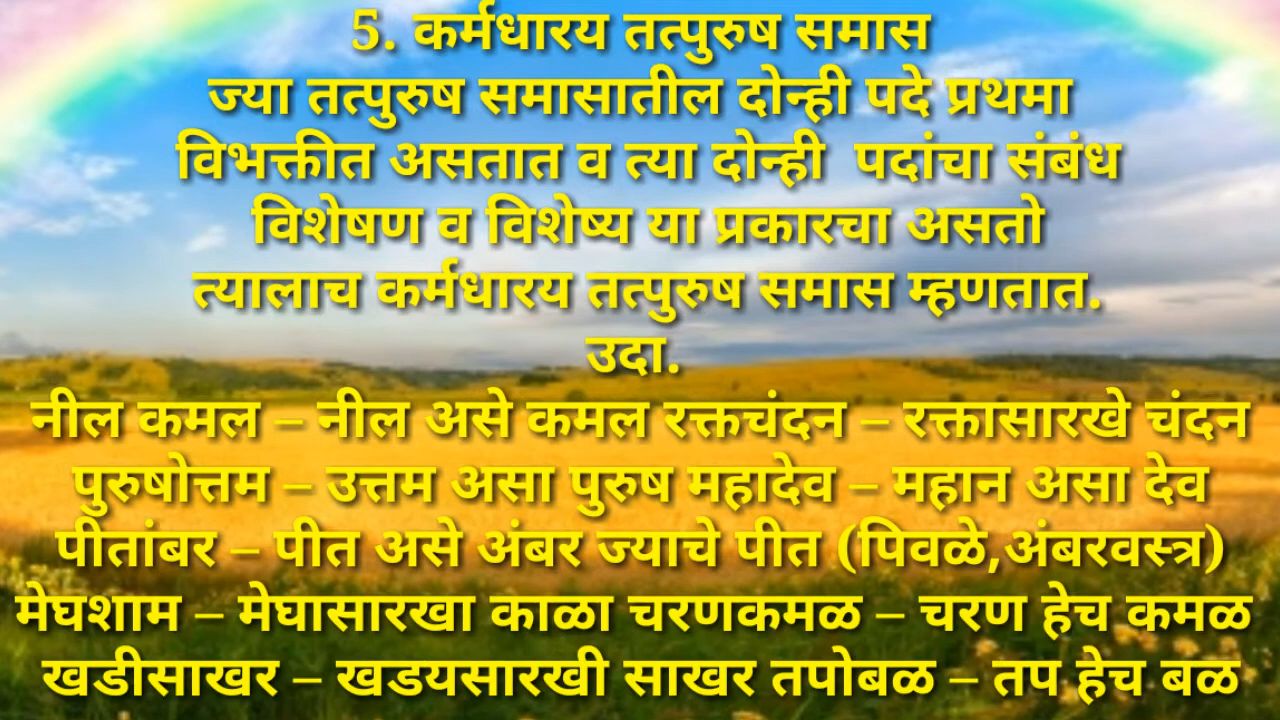 5. कर्मधारय तत्पुरुष समास
ज्या तत्पुरुष समासातील दोन्ही पदे प्रथमा
विभक्तीत असतात व त्या दोन्ही पदांचा संबंध
विशेषण व विशेष्य या प्रकारचा असतो
त्यालाच कर्मधारय तत्पुरुष समास म्हणतात.
उदा.
नील कमल – नील असे कमल रक्तचंदन – रक्तासारखे चंदन
पुरुषोत्तम – उत्तम असा पुरुष महादेव – महान असा देव
पीतांबर – पीत असे अंबर ज्याचे पीत (पिवळे,अंबरवस्त्र)
मेघशाम – मेघासारखा काळा चरणकमळ – चरण हेच कमळ
खडीसाखर – खडयसारखी साखर तपोबळ – तप हेच बळ